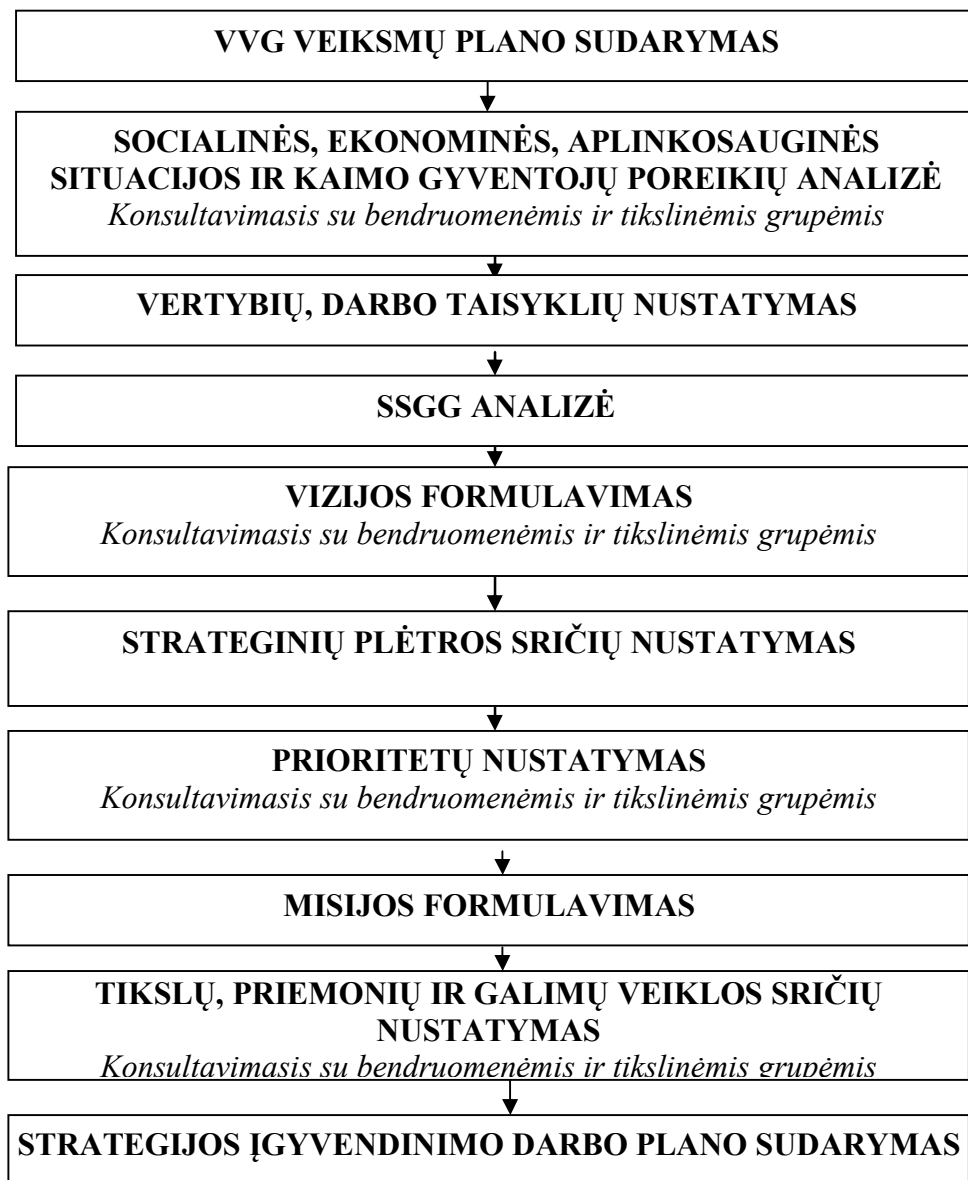 VVG VEIKSMŲ PLANO SUDARYMAS
SOCIALINĖS, EKONOMINĖS, APLINKOSAUGINĖS
SITUACIJOS IR KAIMO GYVENTOJŲ POREIKIŲ ANALIZĖ
Konsultavimasis su bendruomenėmis ir tikslinėmis grupėmis
VERTYBIŲ, DARBO TAISYKLIŲ NUSTATYMAS
SSGG ANALIZĖ
VIZIJOS FORMULAVIMAS
Konsultavimasis su bendruomenėmis ir tikslinėmis grupėmis
STRATEGINIŲ PLĖTROS SRIČIŲ NUSTATYMAS
PRIORITETŲ NUSTATYMAS
Konsultavimasis su bendruomenėmis ir tikslinėmis grupėmis
MISIJOS FORMULAVIMAS
TIKSLŲ, PRIEMONIŲ IR GALIMŲ VEIKLOS SRIČIŲ
NUSTATYMAS
Konsultavimasis su bendruomenėmis ir tikslinėmis grupėmis
STRATEGIJOS ĮGYVENDINIMO DARBO PLANO SUDARYMAS